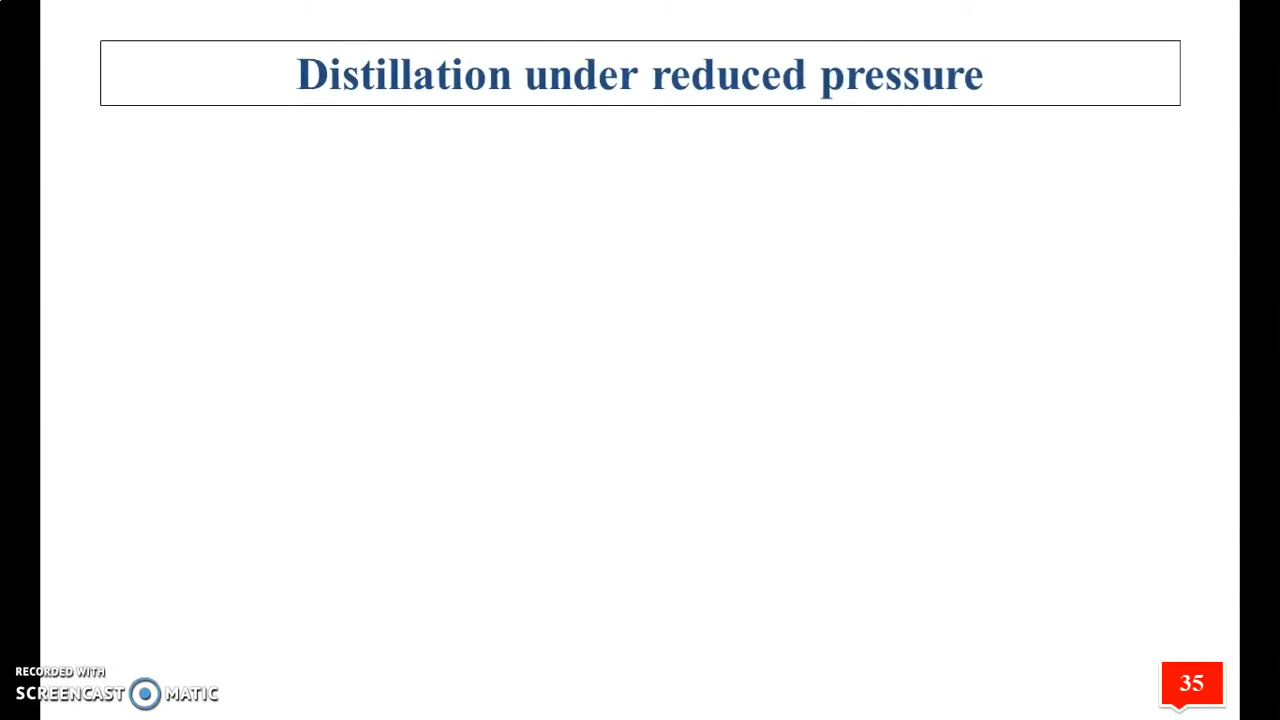 Distillation under reduced pressure
RECORDED WITH
SCREENCAST MATIC
35